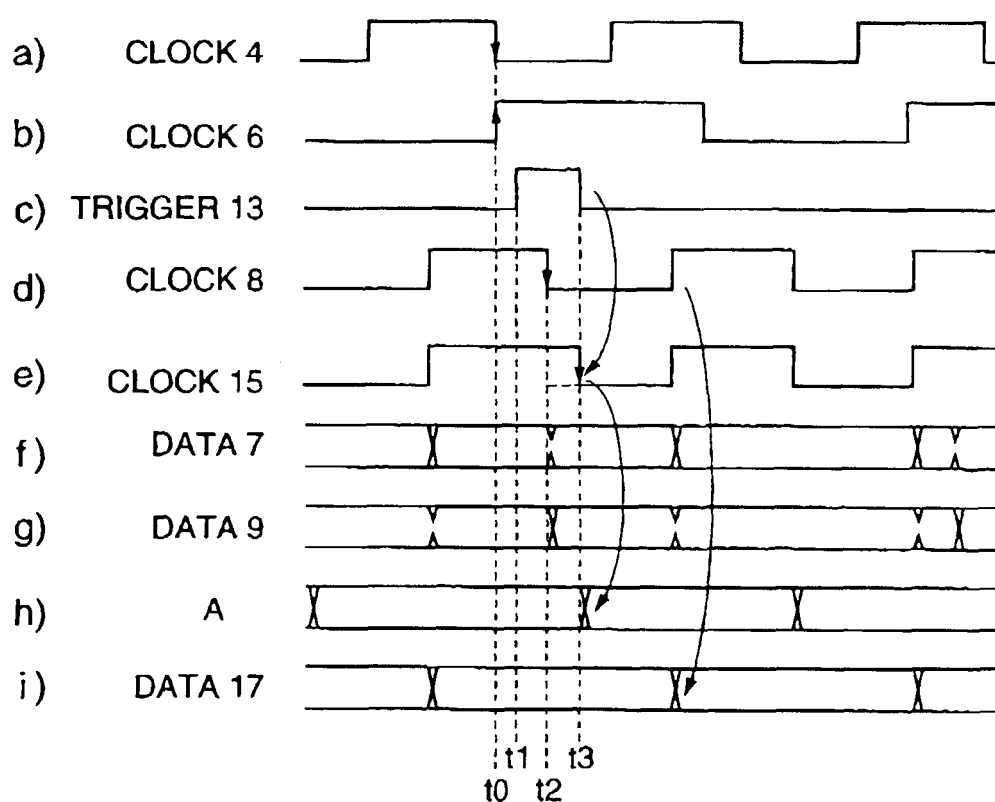 a) CLOCK 4
b) CLOCK 6
c) TRIGGER 13
d) CLOCK 8
e) CLOCK 15
f) DATA 7
g) DATA 9
h) A
i) DATA 17
t1 t3
t0 t2